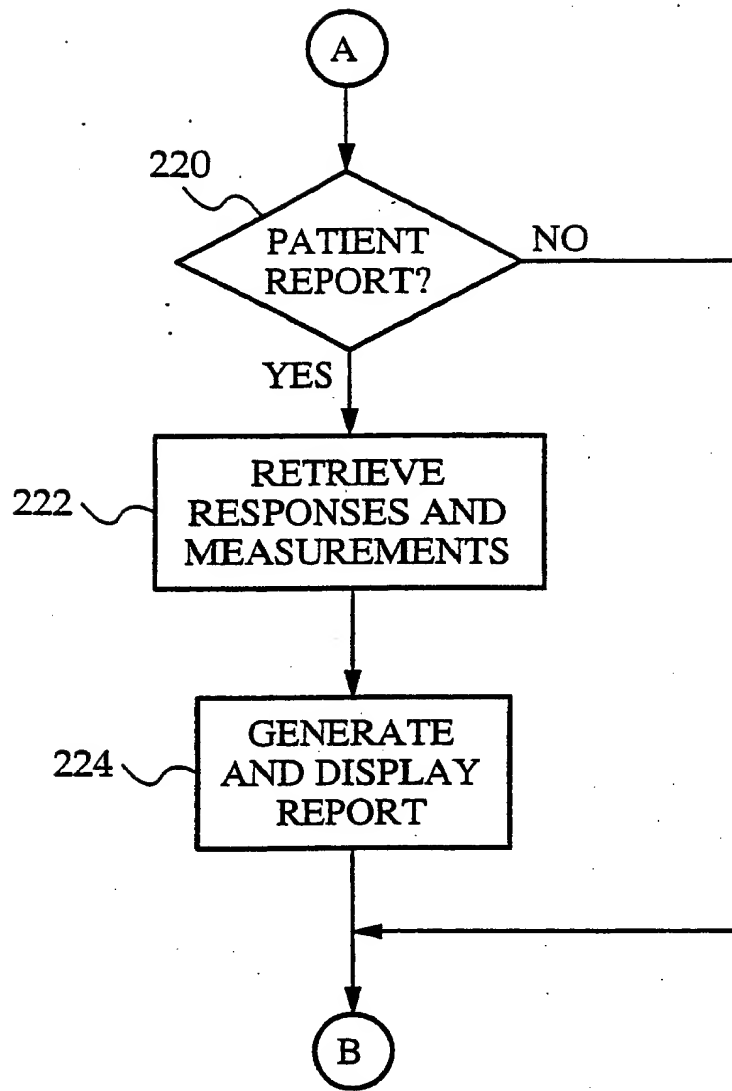 A
220
PATIENT
REPORT?
NO
YES
222
RETRIEVE
RESPONSES AND
MEASUREMENTS
224
GENERATE
AND DISPLAY
REPORT
B